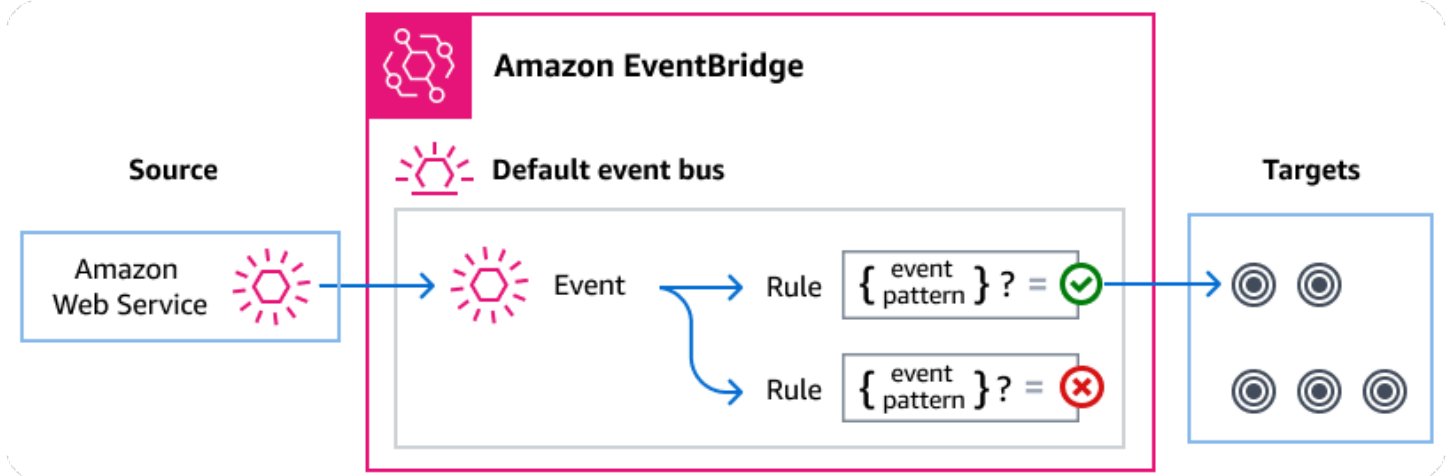 Amazon EventBridge
Source
Default event bus
Targets
Amazon
Web Service
Event
Rule
{ event
pattern } ? =
Rule
{ event
pattern } ? =